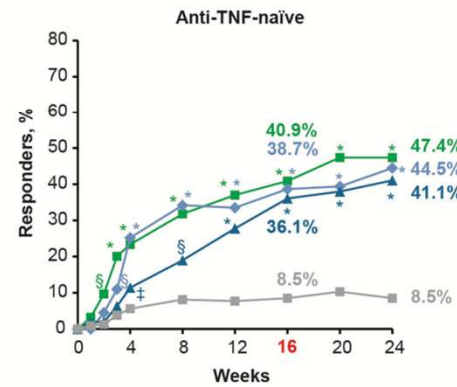 Anti-TNF-naïve
Responders, %
80
70
60
50
40
30
20
10
0
40.9%
38.7%
36.1%
8.5%
47.4%
44.5%
41.1%
8.5%
* * * * * * *
* * * * * *
§ § § ‡ * * * *
0 4 8 12 16 20 24
Weeks